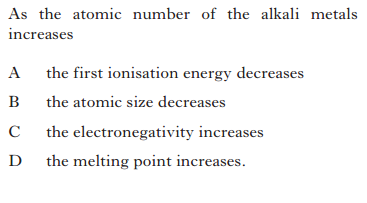 As the atomic number of the alkali metals
increases
A the first ionisation energy decreases
B the atomic size decreases
C the electronegativity increases
D the melting point increases.